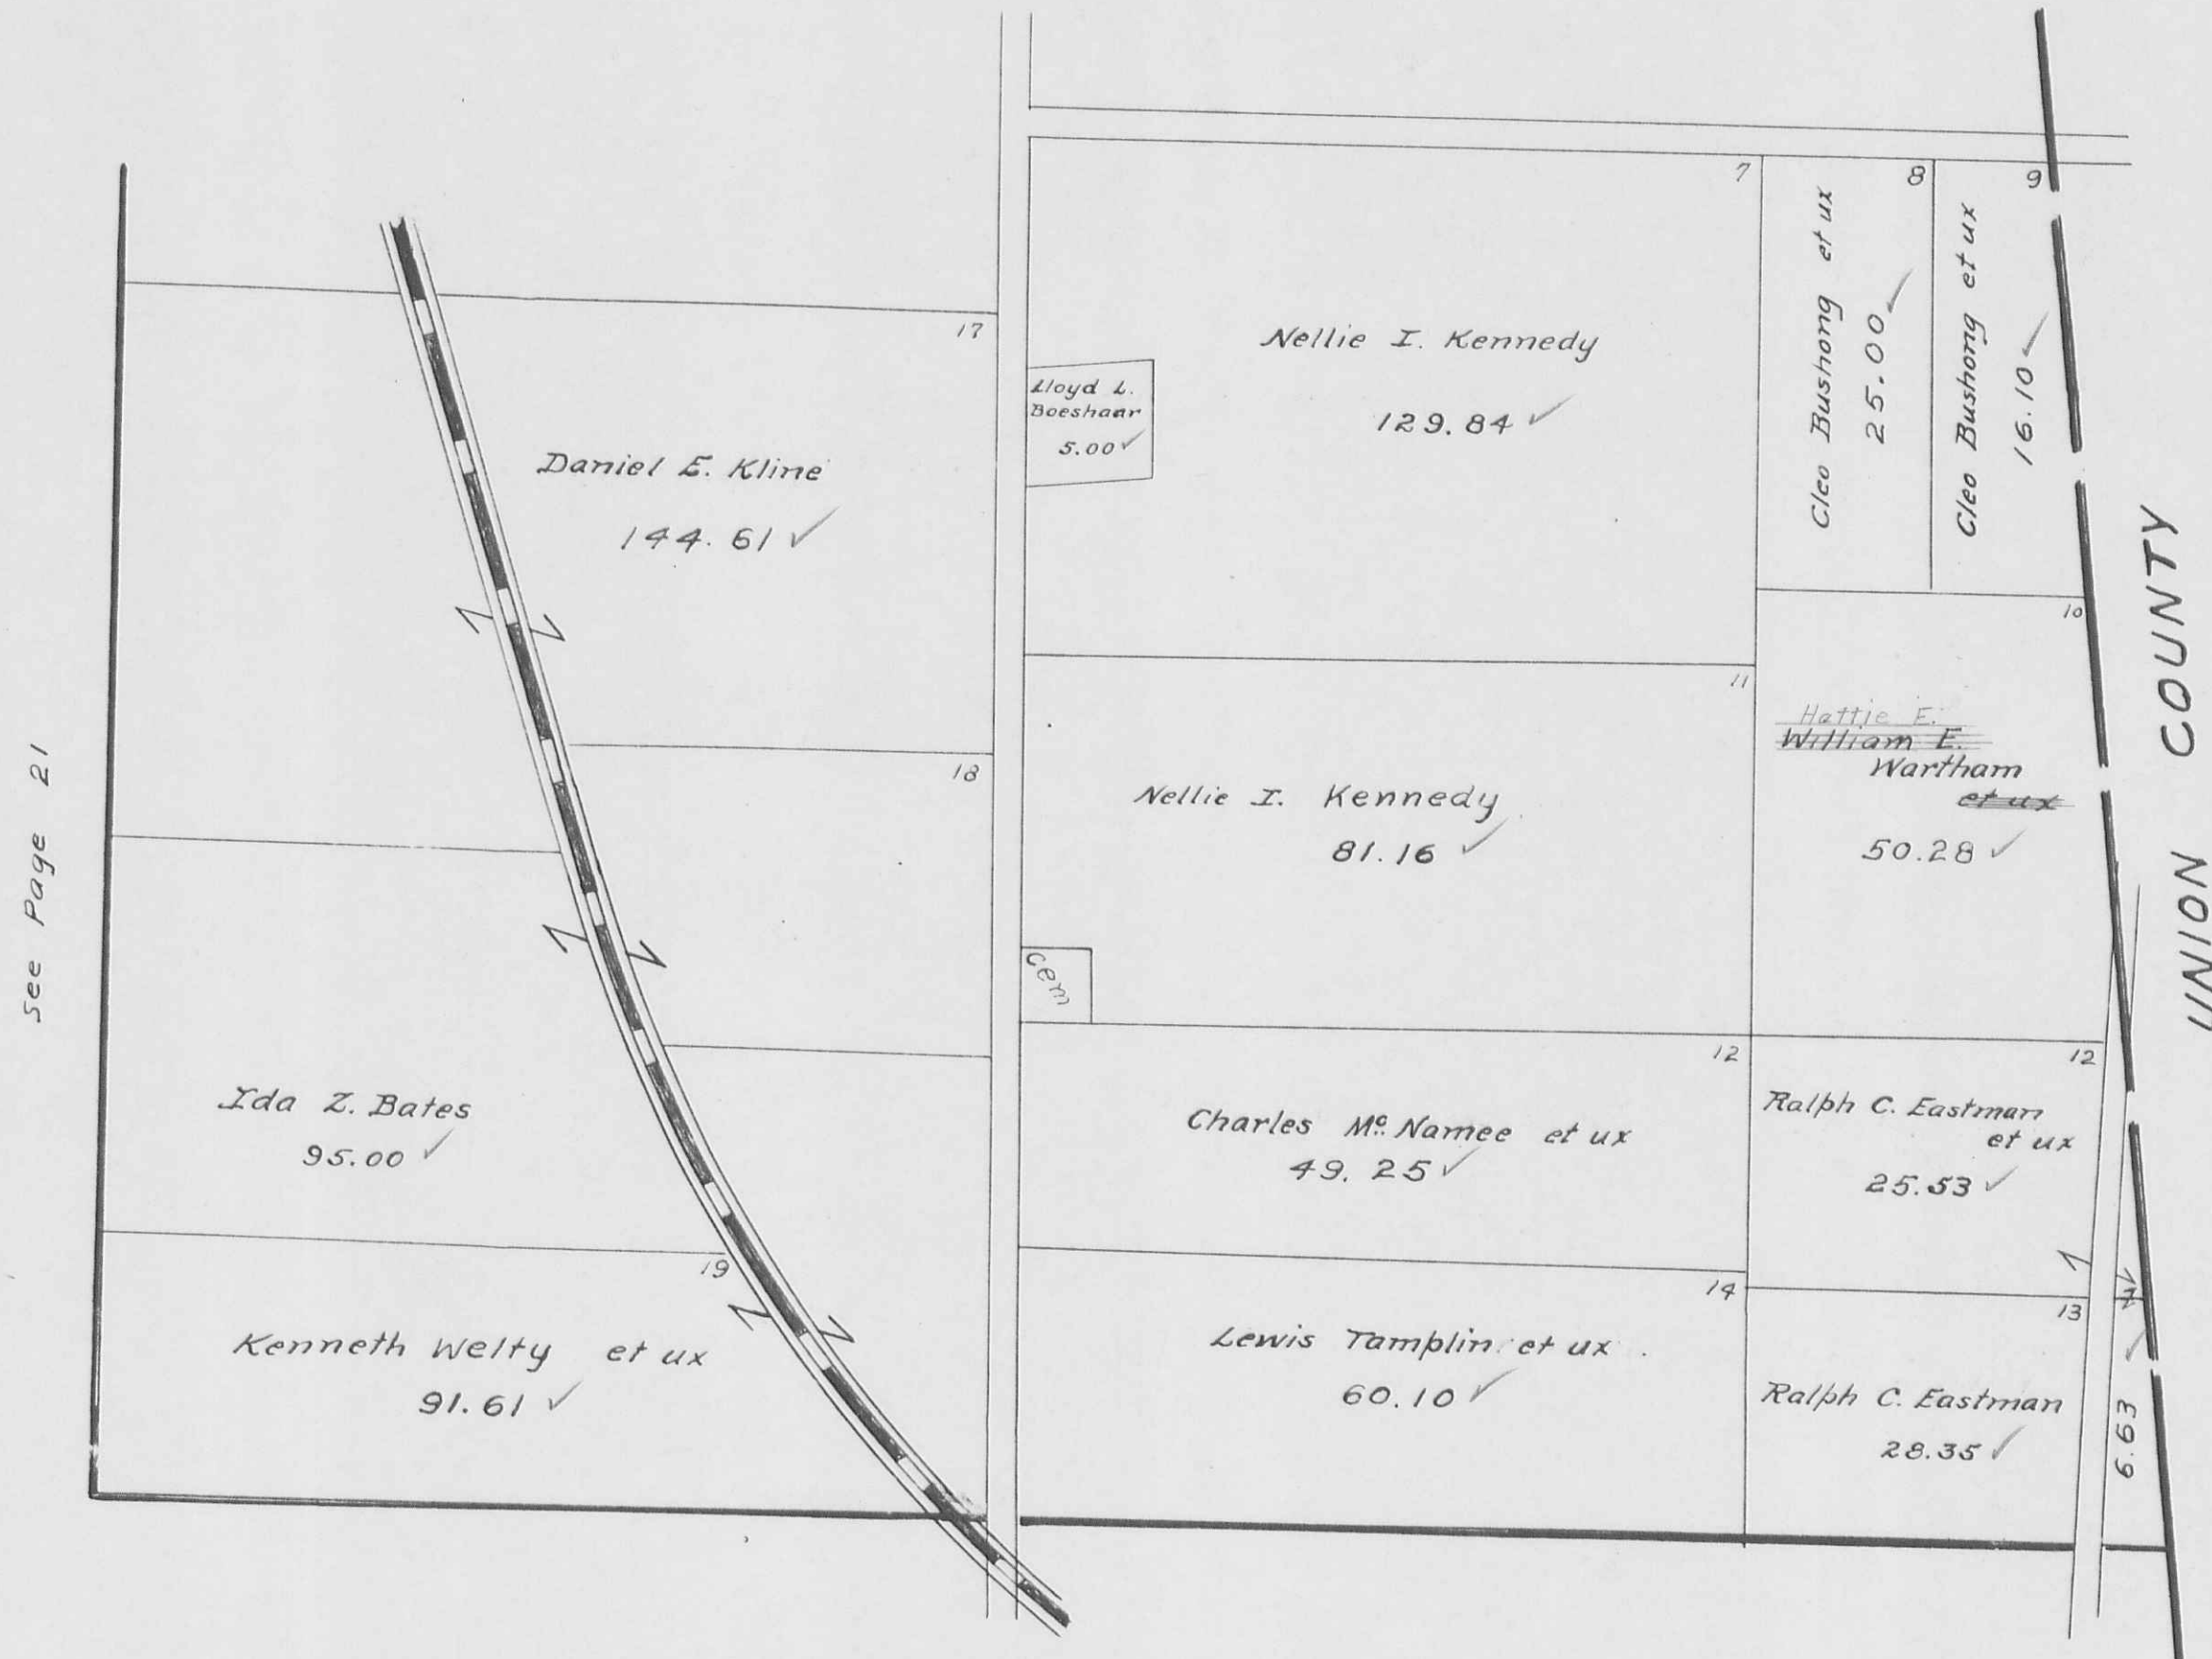 17
Daniel E. Kline
144.61 ✓
18
See Page 21
Ida Z. Bates
95.00 ✓
19
Kenneth Welty et ux
91.61 ✓
7
Nellie I. Kennedy
129.84 ✓
Lloyd L.
Boeshaar
5.00 ✓
8
Cleo Bushong et ux
25.00 ✓
9
Cleo Bushong et ux
16.10 ✓
10
Hattie E.
William E.
Wartham
et ux
50.28 ✓
11
Nellie I. Kennedy
81.16 ✓
Cem
12
Charles Mc. Namee et ux
49.25 ✓
12
Ralph C. Eastman
et ux
25.53 ✓
14
Lewis Tamplin et ux
60.10 ✓
13
Ralph C. Eastman
28.35 ✓
6.63 ✓
UNION COUNTY